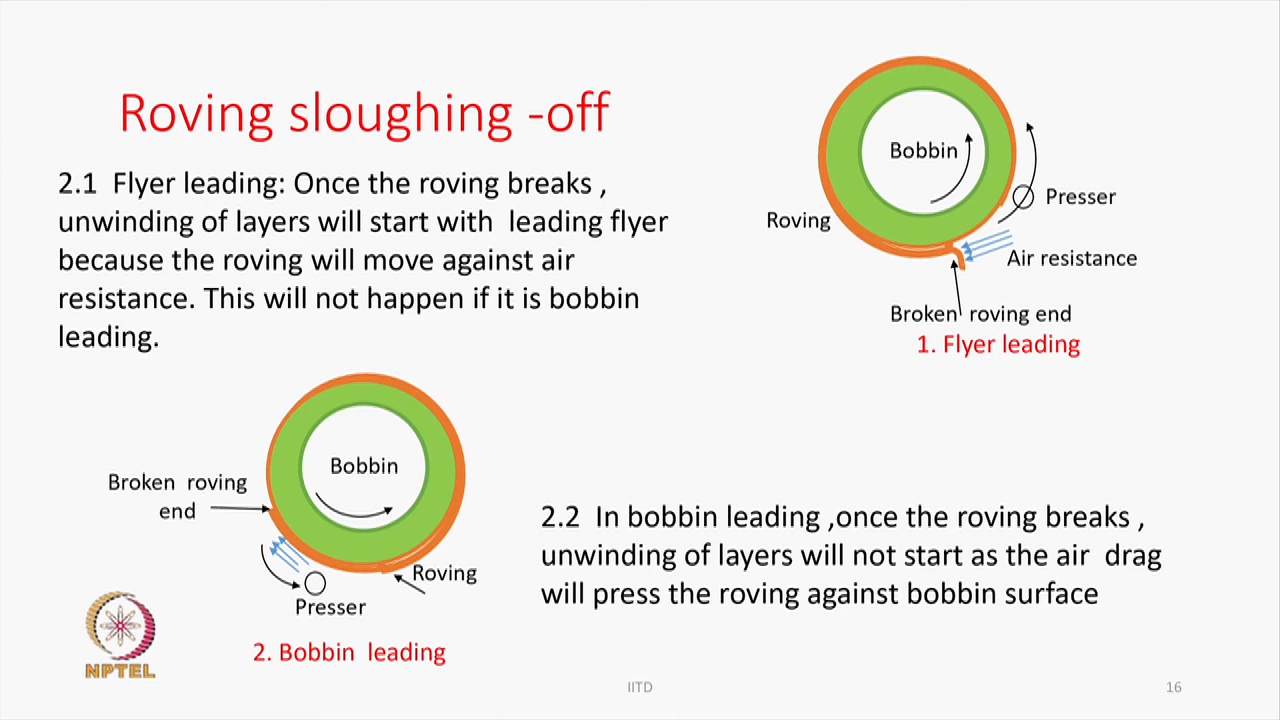 Roving sloughing -off
2.1 Flyer leading: Once the roving breaks ,
unwinding of layers will start with leading flyer
because the roving will move against air
resistance. This will not happen if it is bobbin
leading.
Bobbin
Presser
Roving
Air resistance
Broken roving end
1. Flyer leading
Bobbin
Broken roving
end
Roving
Presser
2. Bobbin leading
2.2 In bobbin leading ,once the roving breaks ,
unwinding of layers will not start as the air drag
will press the roving against bobbin surface
NPTEL
IITD
16